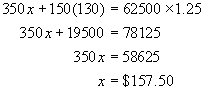 350x + 150(130) = 62500 × 1.25
350x + 19500 = 78125
350x = 58625
x = $157.50